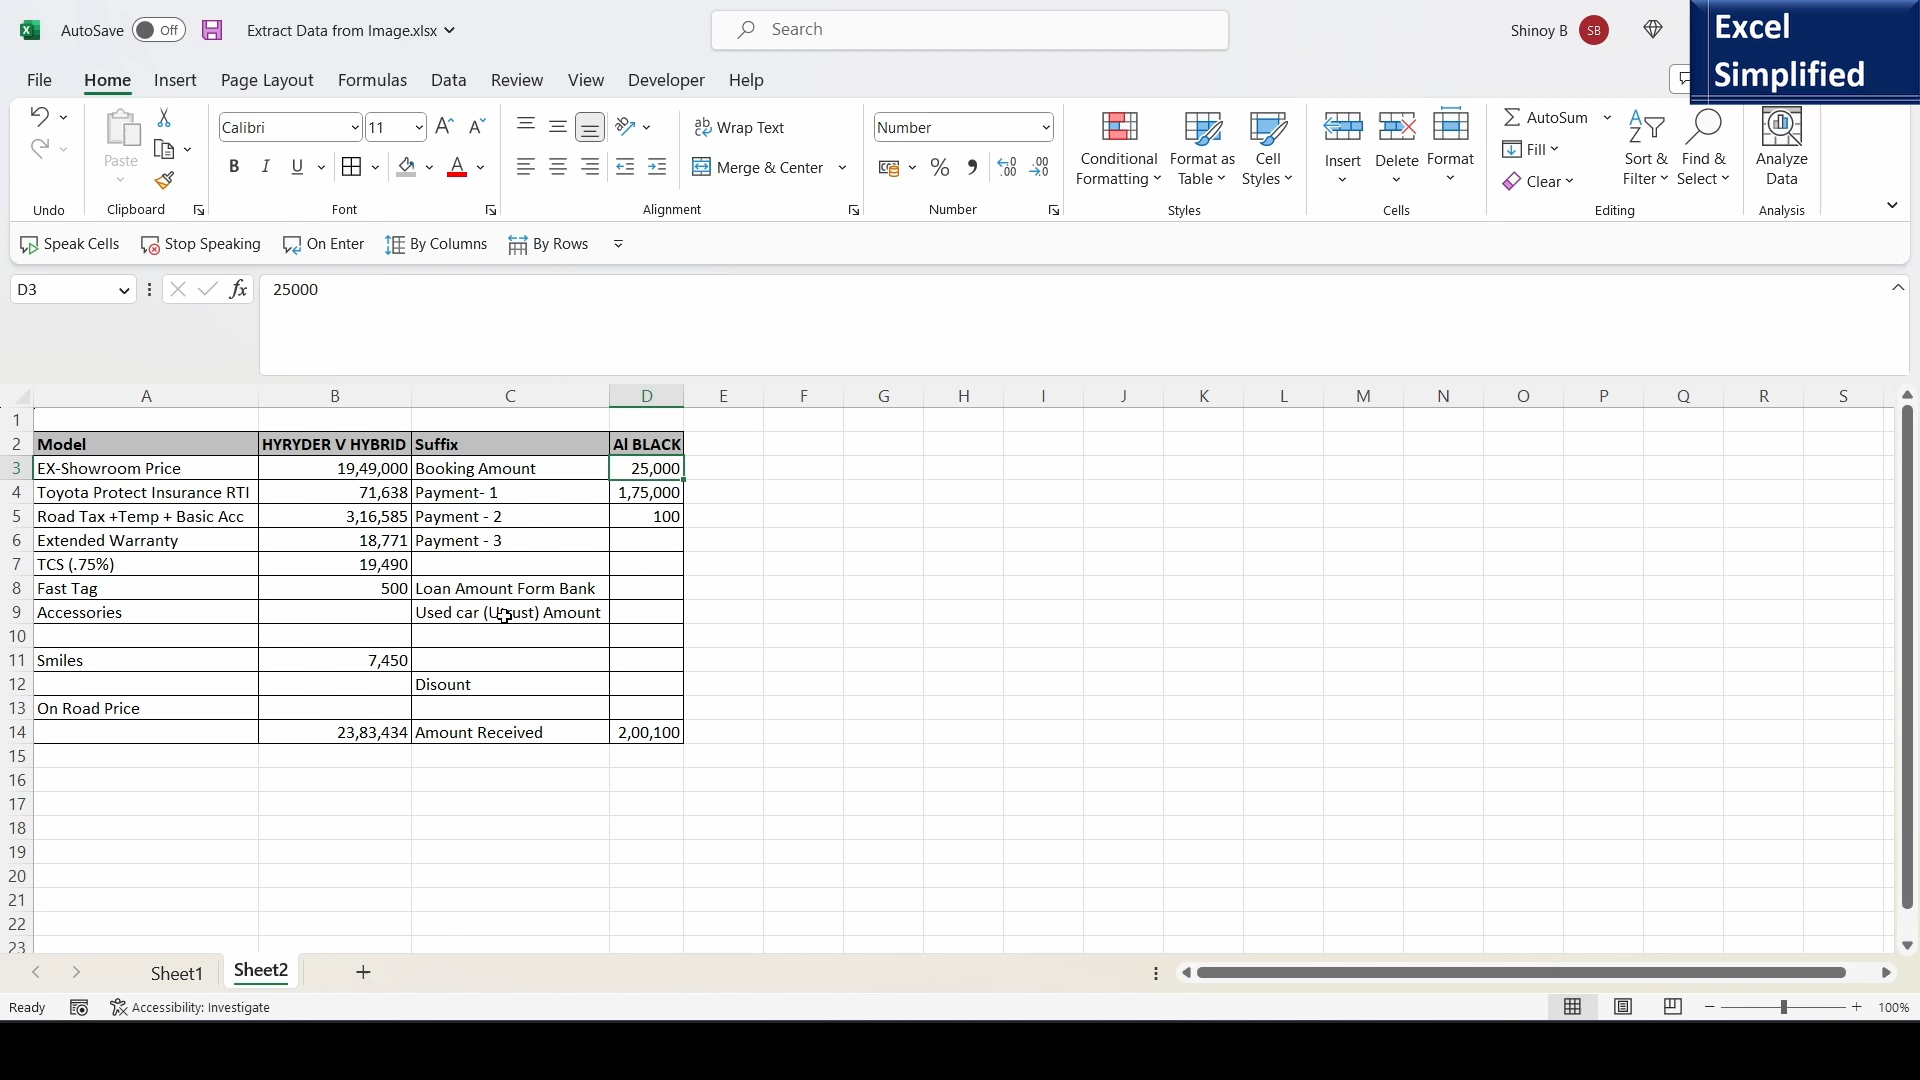 AutoSave Off Extract Data from Image.xlsx Search Shinoy B SB
Excel
Simplified
File Home Insert Page Layout Formulas Data Review View Developer Help
Calibri 11 Wrap Text Number AutoSum
Paste Conditional Formatting Format as Table Cell Styles Insert Delete Format Fill Sort & Filter Find & Select Analyze Data
B I U A Merge & Center % Clear
Undo Clipboard Font Alignment Number Styles Cells Editing Analysis
Speak Cells Stop Speaking On Enter By Columns By Rows
D3 fx 25000
A B C D E F G H I J K L M N O P Q R S
1
2 Model HYRYDER V HYBRID Suffix Al BLACK
3 EX-Showroom Price 19,49,000 Booking Amount 25,000
4 Toyota Protect Insurance RTI 71,638 Payment- 1 1,75,000
5 Road Tax +Temp + Basic Acc 3,16,585 Payment - 2 100
6 Extended Warranty 18,771 Payment - 3
7 TCS (.75%) 19,490
8 Fast Tag 500 Loan Amount Form Bank
9 Accessories Used car Amount
10
11 Smiles 7,450
12 Disount
13 On Road Price
14 23,83,434 Amount Received 2,00,100
15
16
17
18
19
20
21
22
23
Sheet1 Sheet2
Ready Accessibility: Investigate 100%